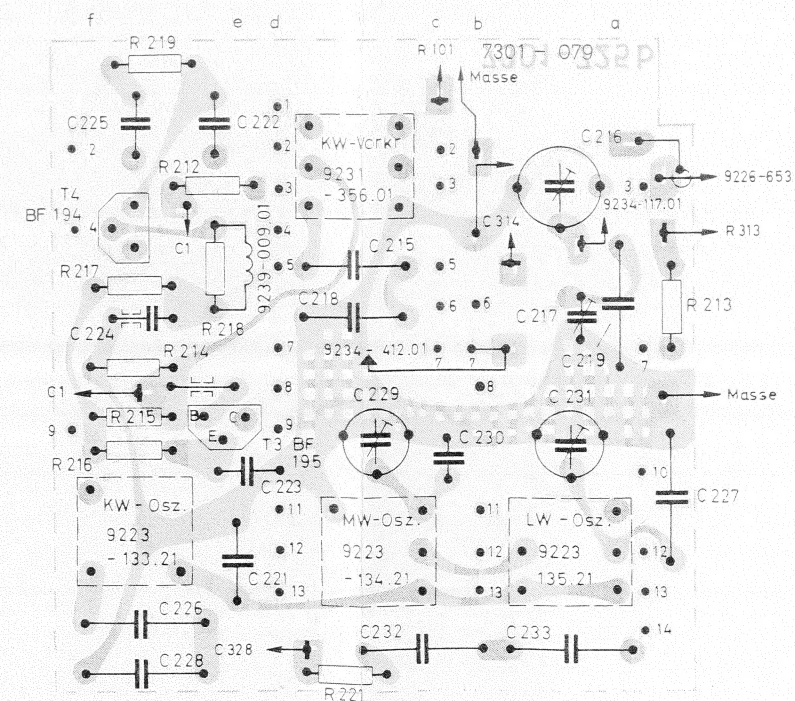 f e d c b a
R 219
R 101
7301-079
Masse
C 225
C 222
1
KW-Vorkr
C 216
2
2
2
R 212
9231
-356.01
3
3
3
9226-653
T4
BF 194
4
9239-009.01
4
C 314
9234-117.01
C1
R 313
C 215
R 217
5
5
C 218
6
6
C 217
R 213
C 224
R 218
R 214
7
9234-412.01
7
7
C 219
7
C1
8
8
Masse
C 229
C 231
R 215
B
C
9
9
E
T3 BF
195
C 230
R 216
C 223
10
C 227
KW-Osz.
9223
-133.21
11
MW-Osz.
9223
-134.21
11
LW-Osz.
9223
135.21
12
12
12
C 221
13
13
13
C 226
14
C 328
C 232
C 233
C 228
R 221